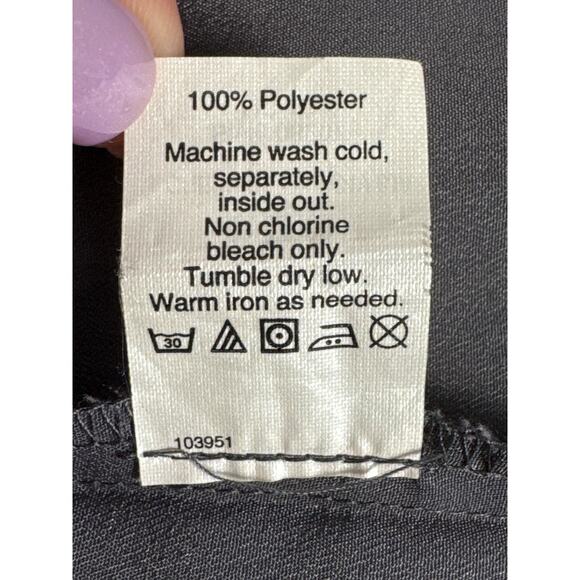 100% Polyester
Machine wash cold,
separately,
inside out.
Non chlorine
bleach only.
Tumble dry low.
Warm iron as needed.
30
103951